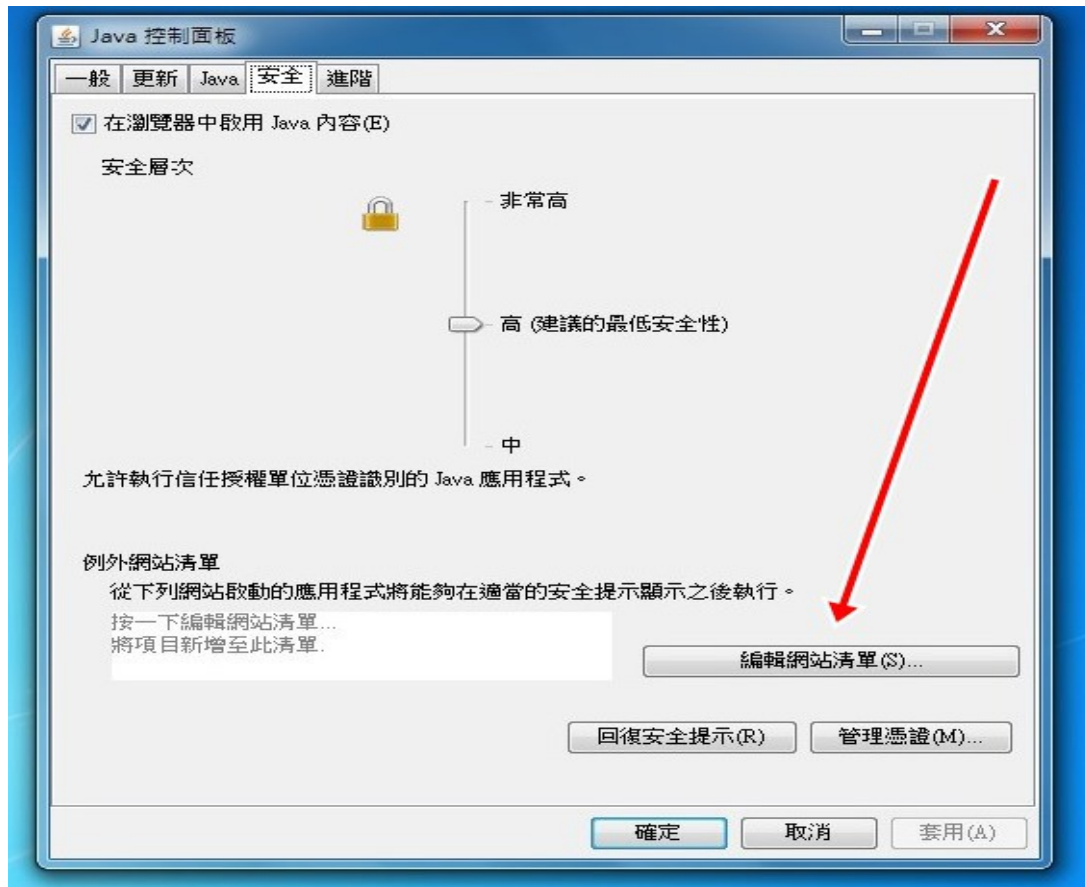 Java 控制面板
一般 更新 Java 安全 進階
在瀏覽器中啟用 Java 內容(E)
安全層次
非常高
高 (建議的最低安全性)
中
允許執行信任授權單位憑證識別的 Java 應用程式。
例外網站清單
從下列網站啟動的應用程式將能夠在適當的安全提示顯示之後執行。
按一下編輯網站清單...
將項目新增至此清單.
編輯網站清單(S)...
回復安全提示(R) 管理憑證(M)...
確定 取消 套用(A)